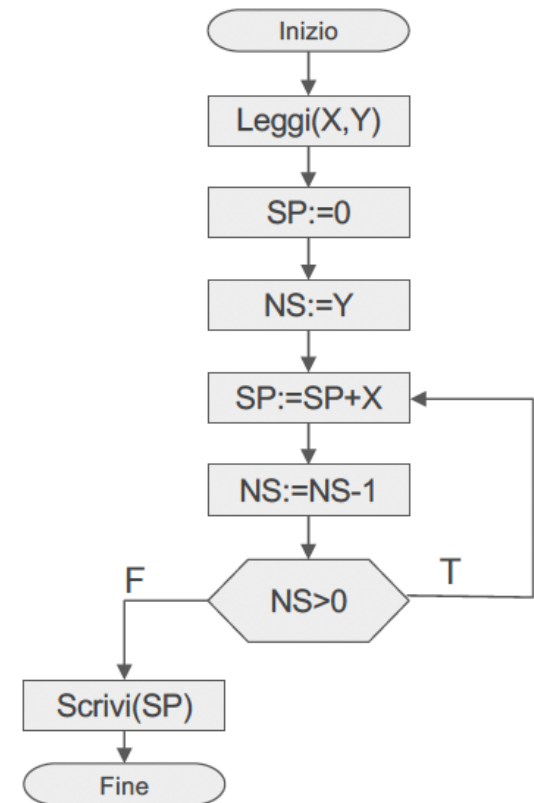 Inizio
Leggi(X,Y)
SP:=0
NS:=Y
SP:=SP+X
NS:=NS-1
NS>0
F
T
Scrivi(SP)
Fine